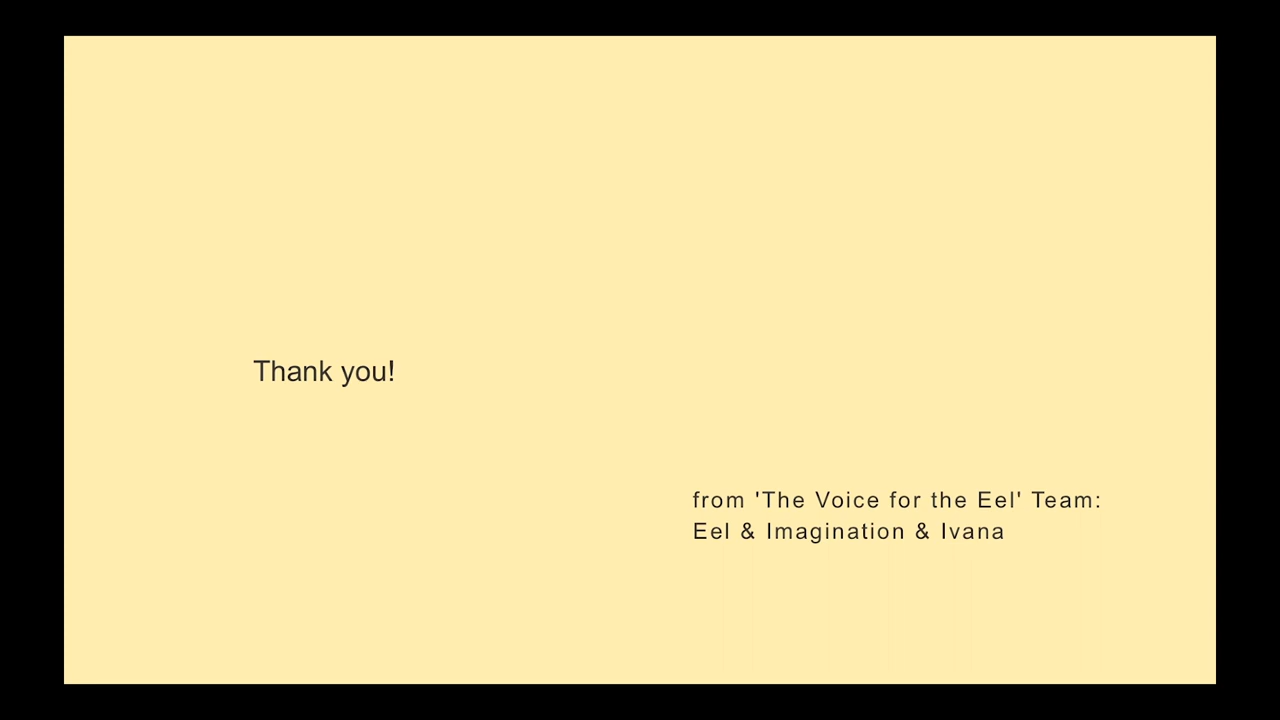 Thank you!
from 'The Voice for the Eel' Team:
Eel & Imagination & Ivana